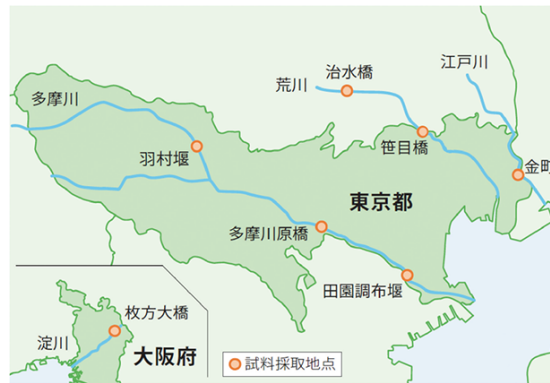 江戸川
治水橋
荒川
多摩川
笹目橋
羽村堰
金町
東京都
多摩川原橋
田園調布堰
枚方大橋
淀川
大阪府
試料採取地点